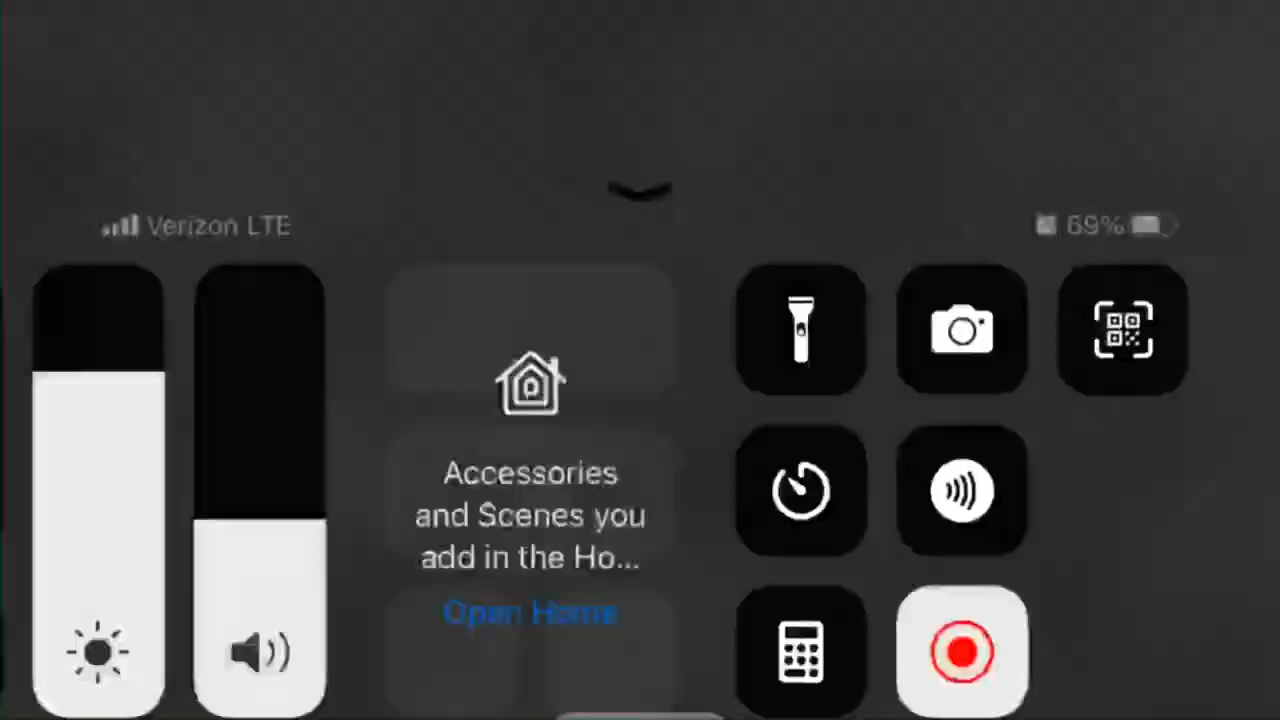 Verizon LTE
69%
Accessories
and Scenes you
add in the Ho...
Open Home